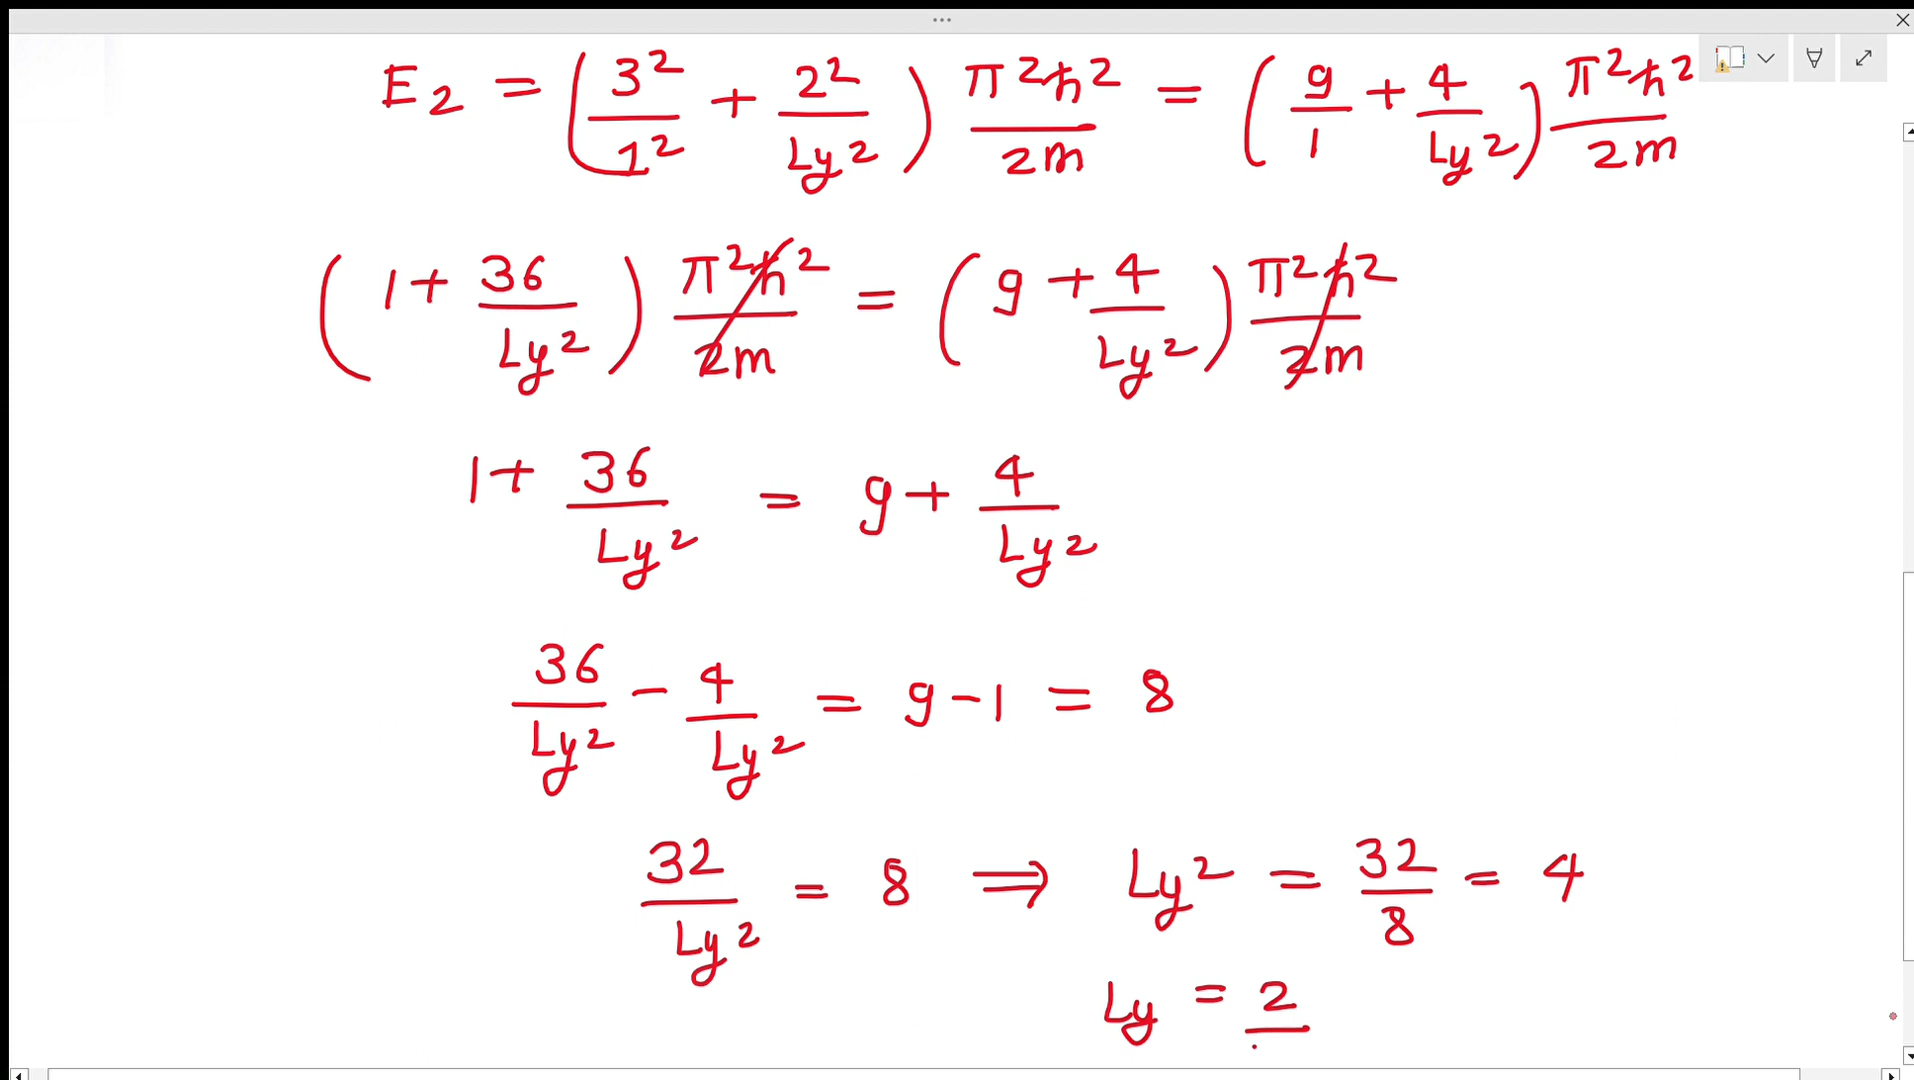 E₂ = (3²/1² + 2²/Ly²) π²ħ²/2m = (9/1 + 4/Ly²) π²ħ²/2m
(1 + 36/Ly²) π²ħ²/2m = (9 + 4/Ly²) π²ħ²/2m
1 + 36/Ly² = 9 + 4/Ly²
36/Ly² - 4/Ly² = 9 - 1 = 8
32/Ly² = 8 ⟹ Ly² = 32/8 = 4
Ly = 2